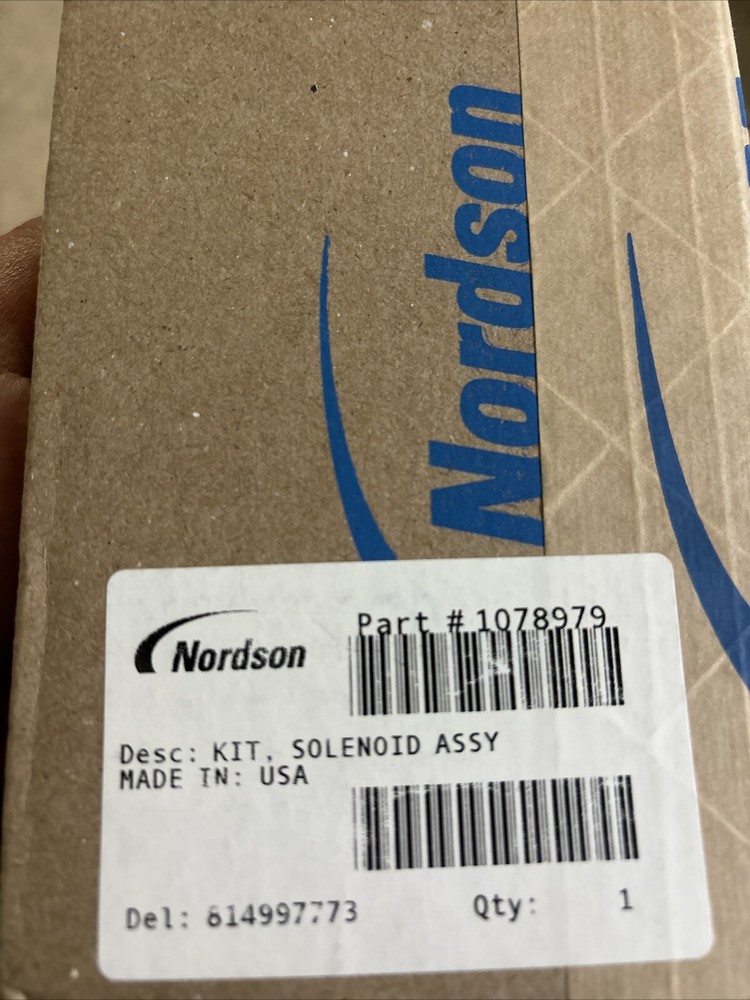 Nordson
Nordson
Part # 1078979
Desc: KIT, SOLENOID ASSY
MADE IN: USA
Del: 614997773
Qty: 1